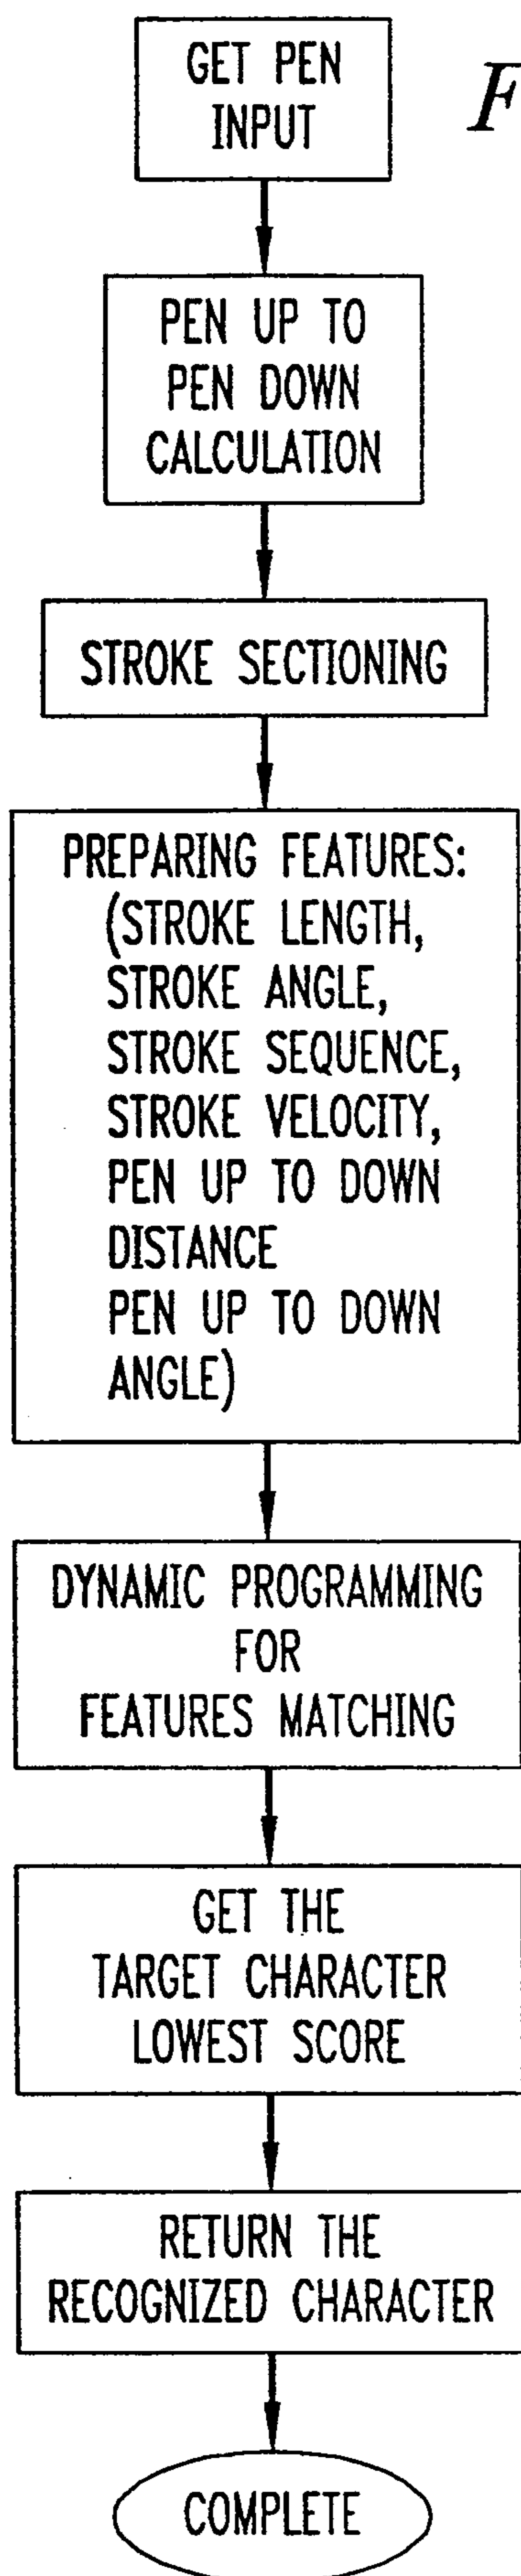 GET PEN
INPUT
F
PEN UP TO
PEN DOWN
CALCULATION
STROKE SECTIONING
PREPARING FEATURES:
(STROKE LENGTH,
STROKE ANGLE,
STROKE SEQUENCE,
STROKE VELOCITY,
PEN UP TO DOWN
DISTANCE
PEN UP TO DOWN
ANGLE)
DYNAMIC PROGRAMMING
FOR
FEATURES MATCHING
GET THE
TARGET CHARACTER
LOWEST SCORE
RETURN THE
RECOGNIZED CHARACTER
COMPLETE